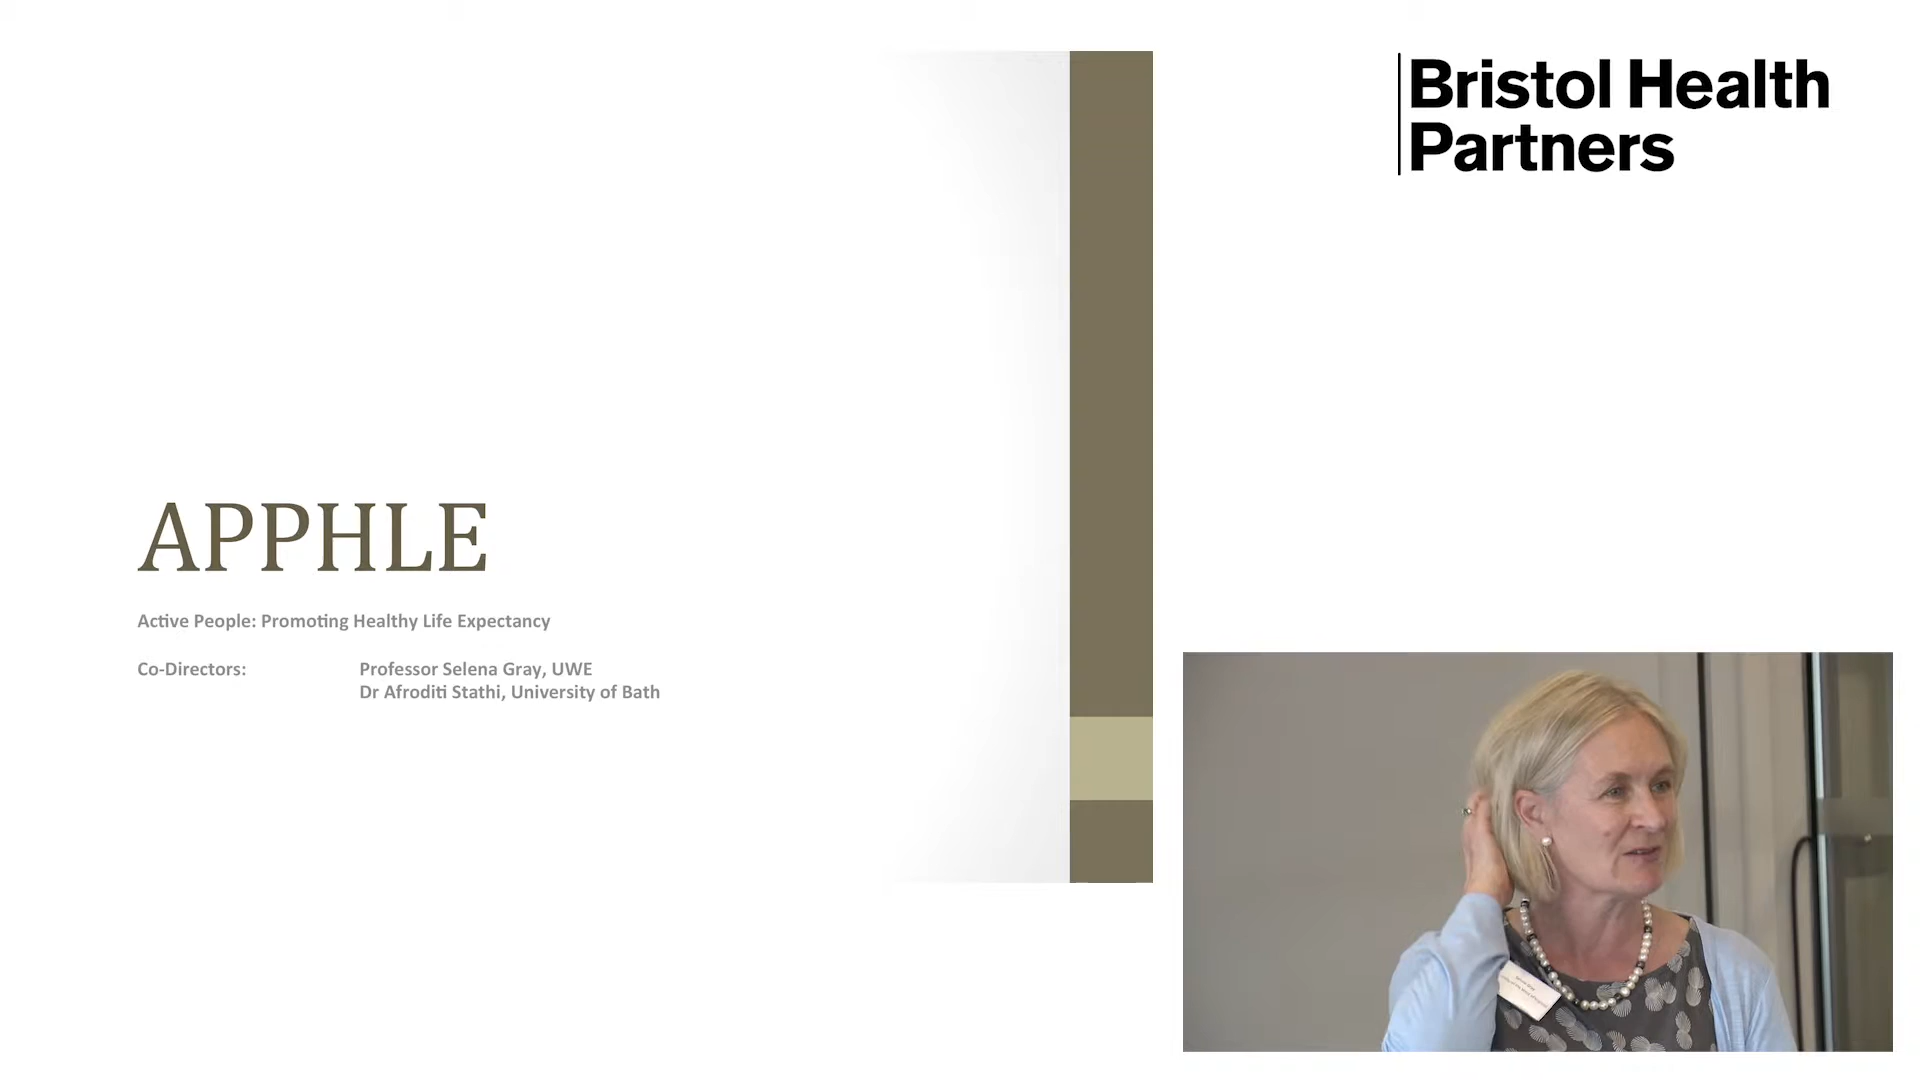 Bristol Health
Partners
APPHLE
Active People: Promoting Healthy Life Expectancy
Co-Directors: Professor Selena Gray, UWE
Dr Afroditi Stathi, University of Bath